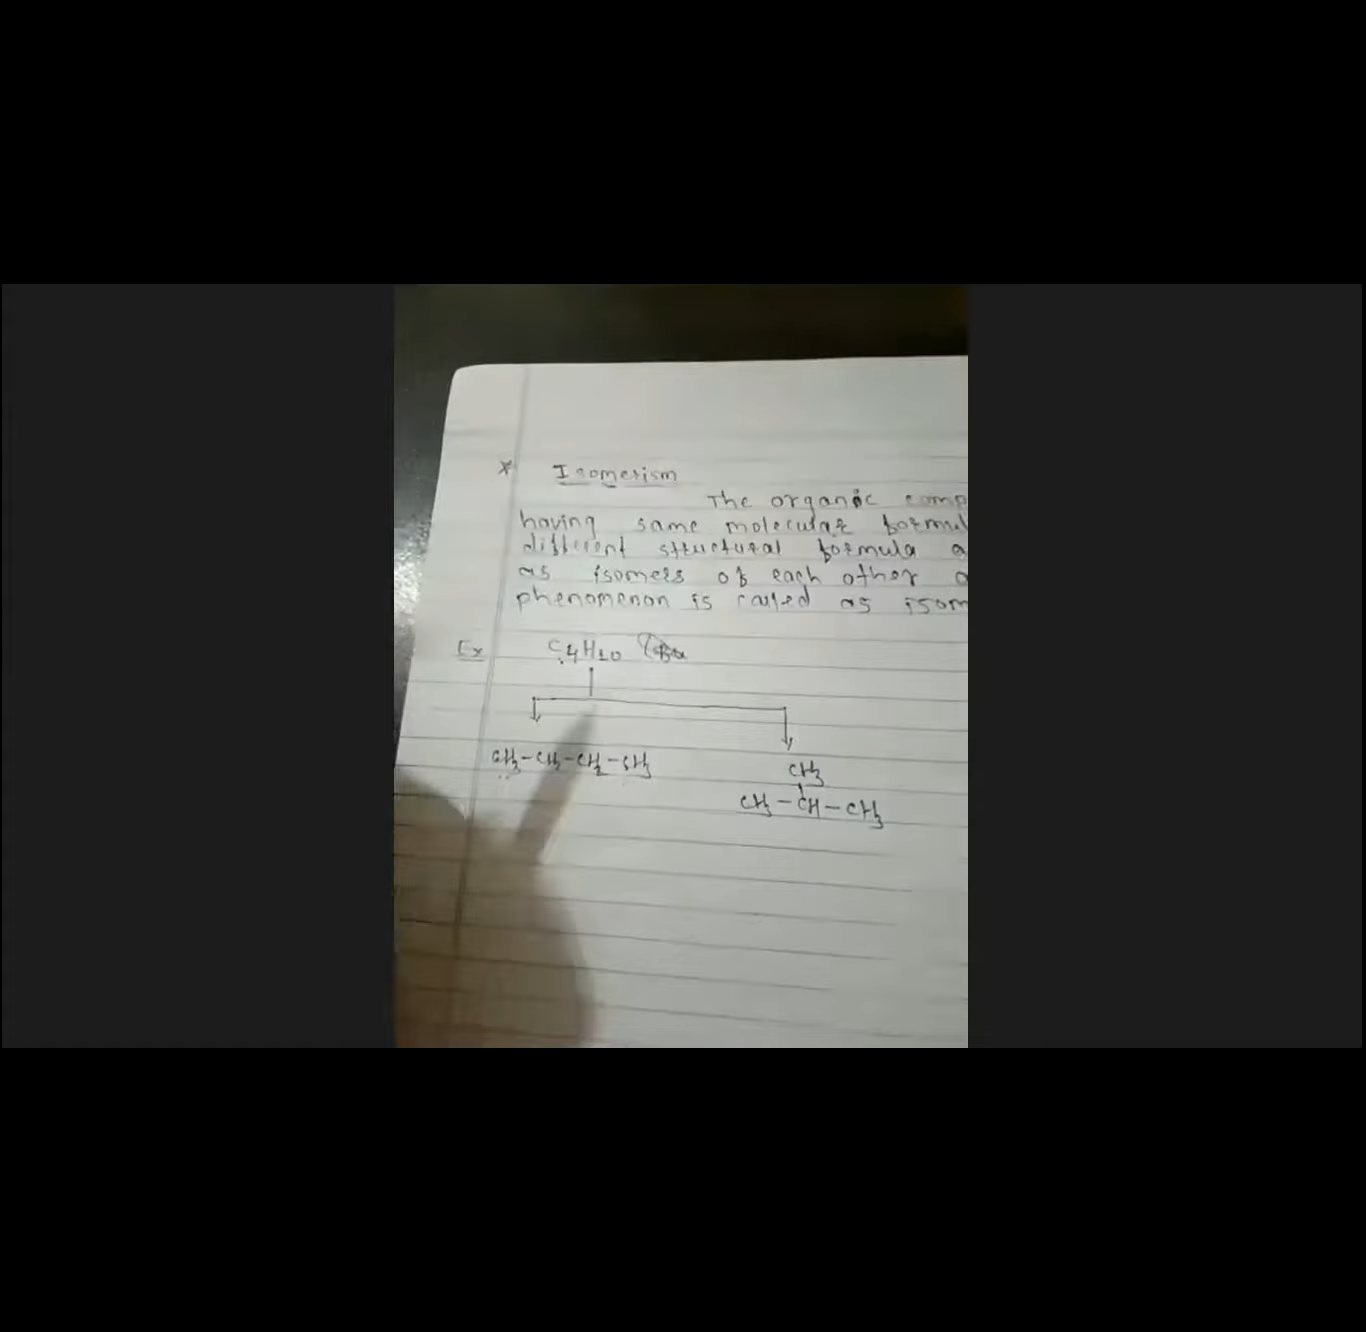 * Isomerism
The organic comp
having same molecular formul
different structural formula a
as isomers of each other a
phenomenon is called as isom
Ex C4H10
CH3-CH2-CH2-CH3
CH3
CH3-CH-CH3